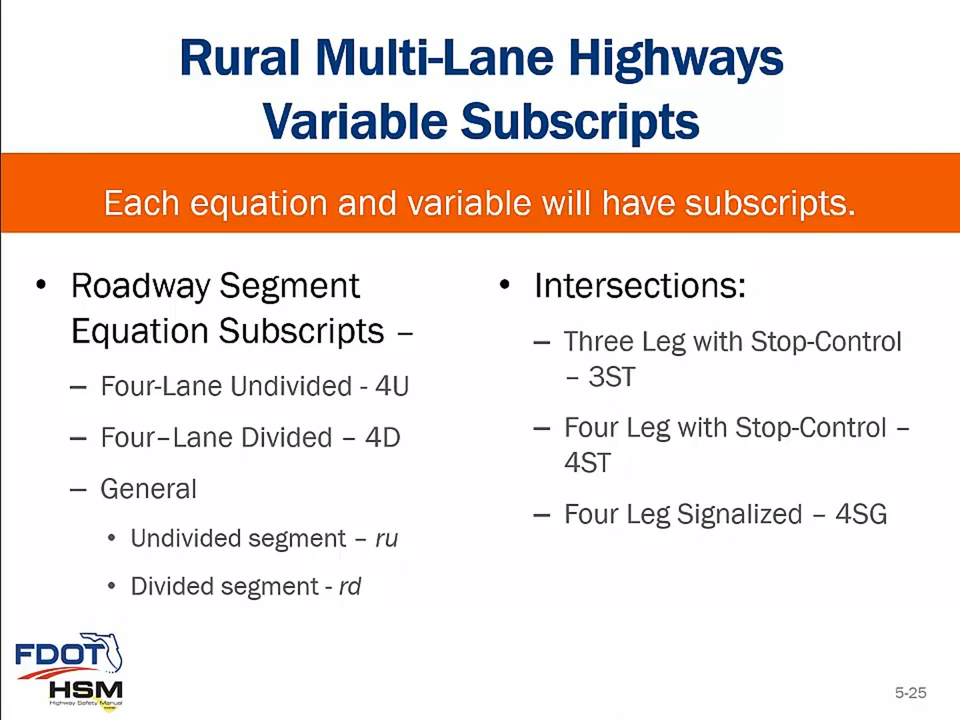 Rural Multi-Lane Highways
Variable Subscripts
Each equation and variable will have subscripts.
• Roadway Segment
Equation Subscripts –
– Four-Lane Undivided - 4U
– Four–Lane Divided – 4D
– General
• Undivided segment – ru
• Divided segment - rd
• Intersections:
– Three Leg with Stop-Control
– 3ST
– Four Leg with Stop-Control –
4ST
– Four Leg Signalized – 4SG
FDOT
HSM
Highway Safety Manual
5-25